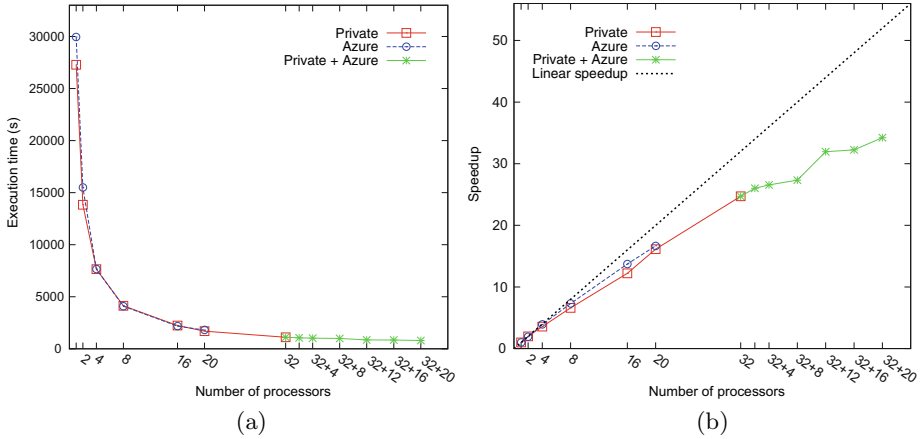 30000
25000
20000
15000
10000
5000
0
Execution time (s)
Private
Azure
Private + Azure
2
4
8
16
20
32
32+4
32+8
32+12
32+16
32+20
Number of processors
(a)
50
40
30
20
10
0
Speedup
Private
Azure
Private + Azure
Linear speedup
2
4
8
16
20
32
32+4
32+8
32+12
32+16
32+20
Number of processors
(b)